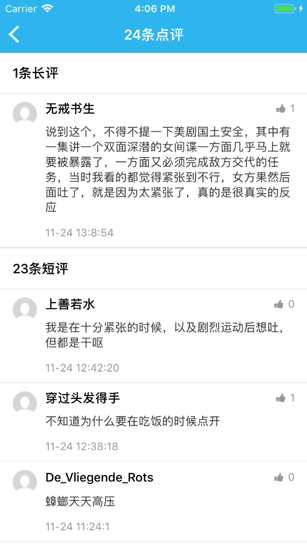 Carrier 4:06 PM
24条点评
1条长评
无戒书生 1
说到这个，不得不提一下美剧国土安全，其中有
一集讲一个双面深潜的女间谍一方面几乎马上就
要被暴露了，一方面又必须完成敌方交代的任
务，当时我看的都觉得紧张到不行，女方果然后
面吐了，就是因为太紧张了，真的是很真实的反
应
11-24 13:8:54
23条短评
上善若水 0
我是在十分紧张的时候，以及剧烈运动后想吐，
但都是干呕
11-24 12:42:20
穿过头发得手 1
不知道为什么要在吃饭的时候点开
11-24 12:38:18
De_Vliegende_Rots 0
蟑螂天天高压
11-24 11:24:1